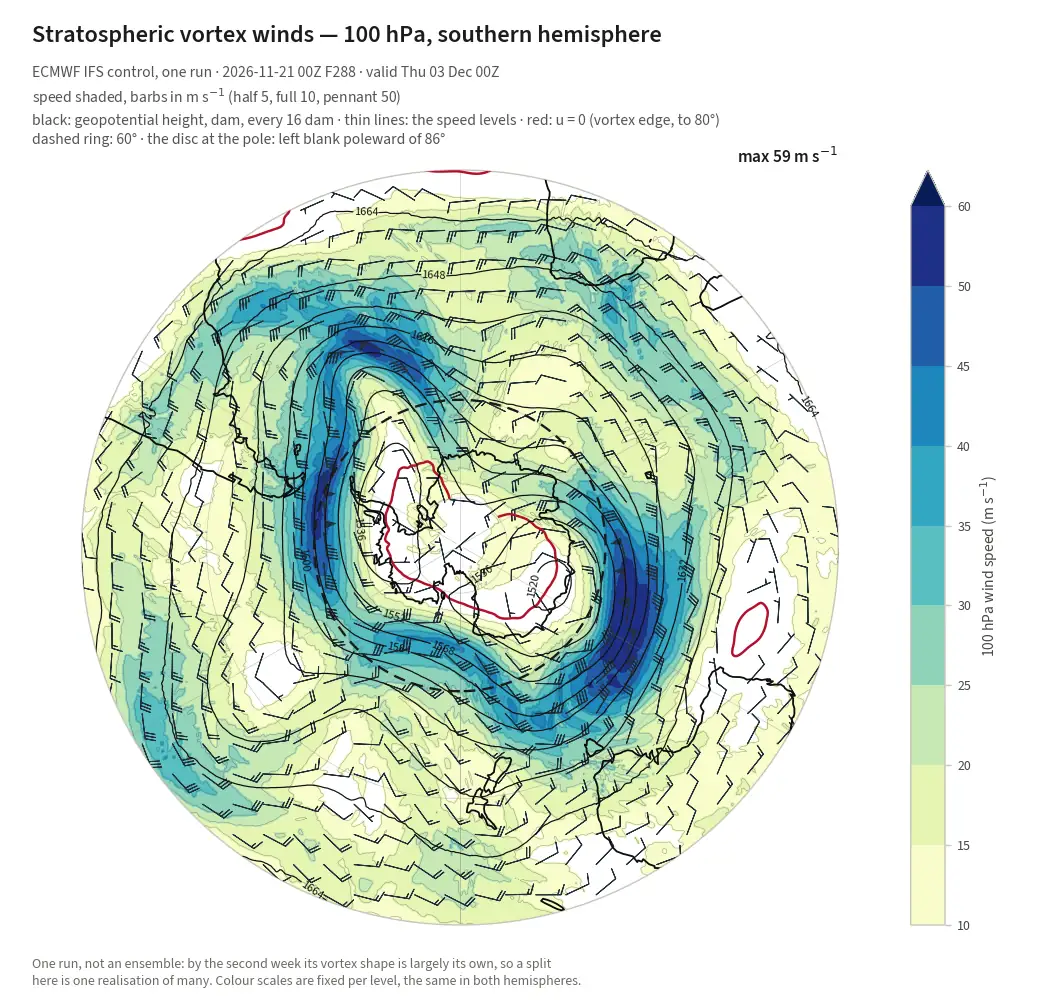 Stratospheric vortex winds — 100 hPa, southern hemisphere
ECMWF IFS control, one run · 2026-11-21 00Z F288 · valid Thu 03 Dec 00Z
speed shaded, barbs in m s⁻¹ (half 5, full 10, pennant 50)
black: geopotential height, dam, every 16 dam · thin lines: the speed levels · red: u = 0 (vortex edge, to 80°)
dashed ring: 60° · the disc at the pole: left blank poleward of 86°
max 59 m s⁻¹
1664
1648
1664
1520
1536
1632
1600
1568
1664
60
50
45
40
35
30
25
20
15
10
100 hPa wind speed (m s⁻¹)
One run, not an ensemble: by the second week its vortex shape is largely its own, so a split
here is one realisation of many. Colour scales are fixed per level, the same in both hemispheres.